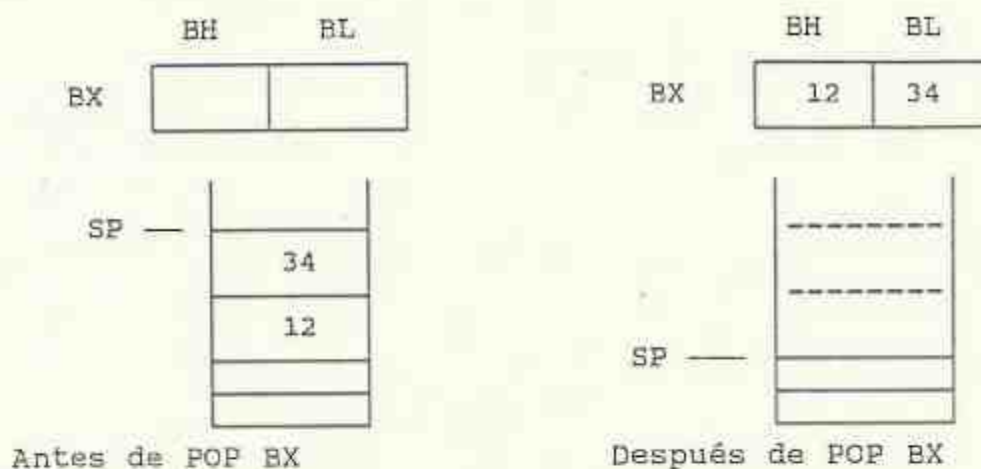 BH BL
BX
SP
34
12
Antes de POP BX
BH BL
BX 12 34
SP
Después de POP BX